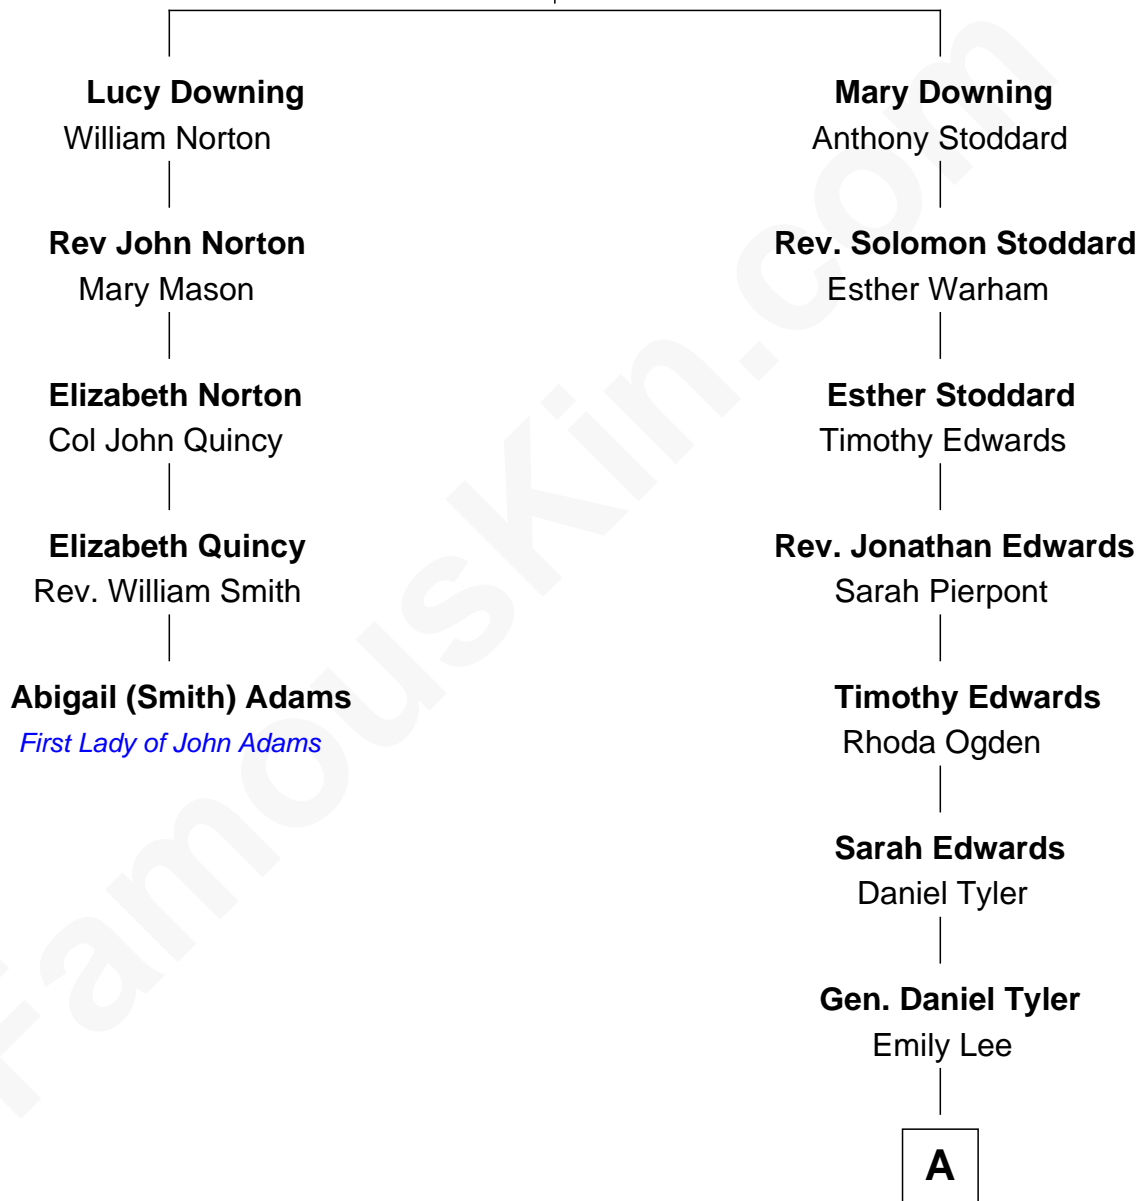 Lucy Downing
William Norton
Rev John Norton
Mary Mason
Elizabeth Norton
Col John Quincy
Elizabeth Quincy
Rev. William Smith
Abigail (Smith) Adams
First Lady of John Adams
Mary Downing
Anthony Stoddard
Rev. Solomon Stoddard
Esther Warham
Esther Stoddard
Timothy Edwards
Rev. Jonathan Edwards
Sarah Pierpont
Timothy Edwards
Rhoda Ogden
Sarah Edwards
Daniel Tyler
Gen. Daniel Tyler
Emily Lee
A
FamousKin.com